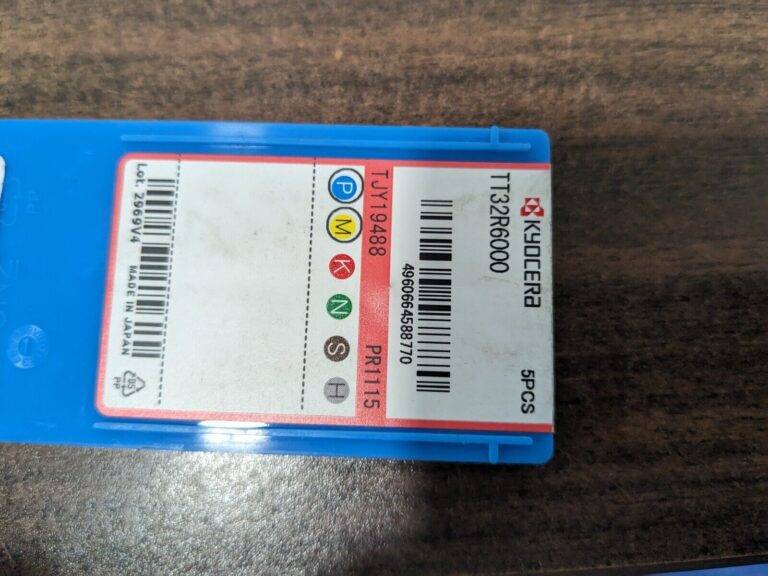 KYOCERA
TT32R6000
5PCS
4960664588770
TJY19488 PR1115
P M K N S H
Lot. 2969V4 MADE IN JAPAN
PP